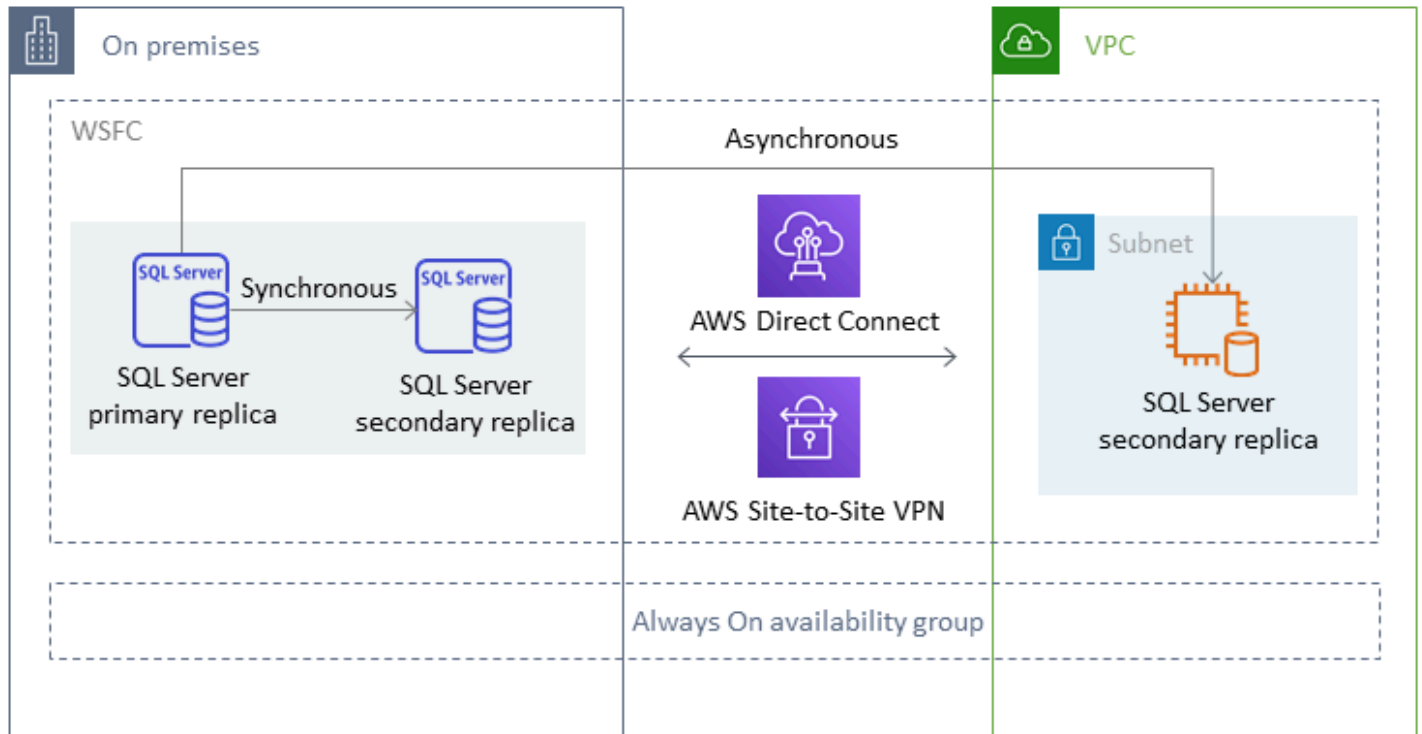 On premises
VPC
WSFC
Asynchronous
SQL Server
Synchronous
SQL Server
SQL Server
primary replica
SQL Server
secondary replica
AWS Direct Connect
AWS Site-to-Site VPN
Subnet
SQL Server
secondary replica
Always On availability group